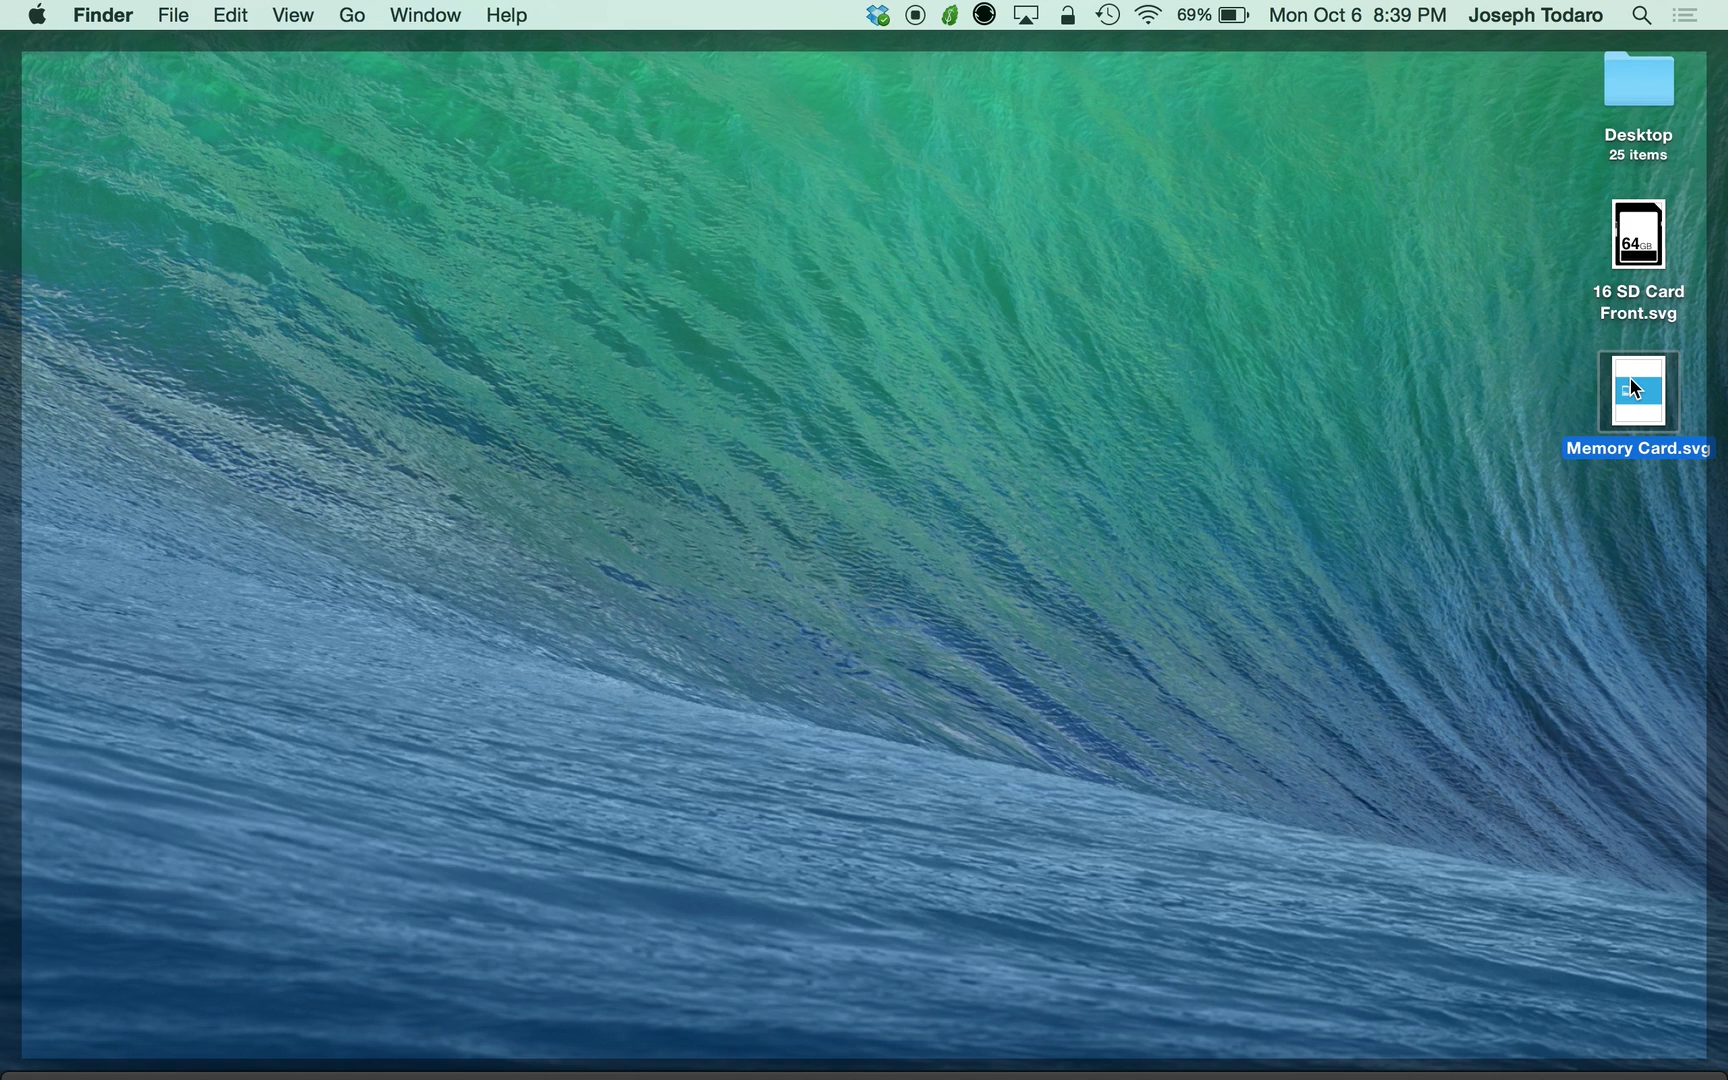 Finder File Edit View Go Window Help 69% Mon Oct 6 8:39 PM Joseph Todaro
Desktop
25 items
64GB
16 SD Card
Front.svg
Memory Card.svg